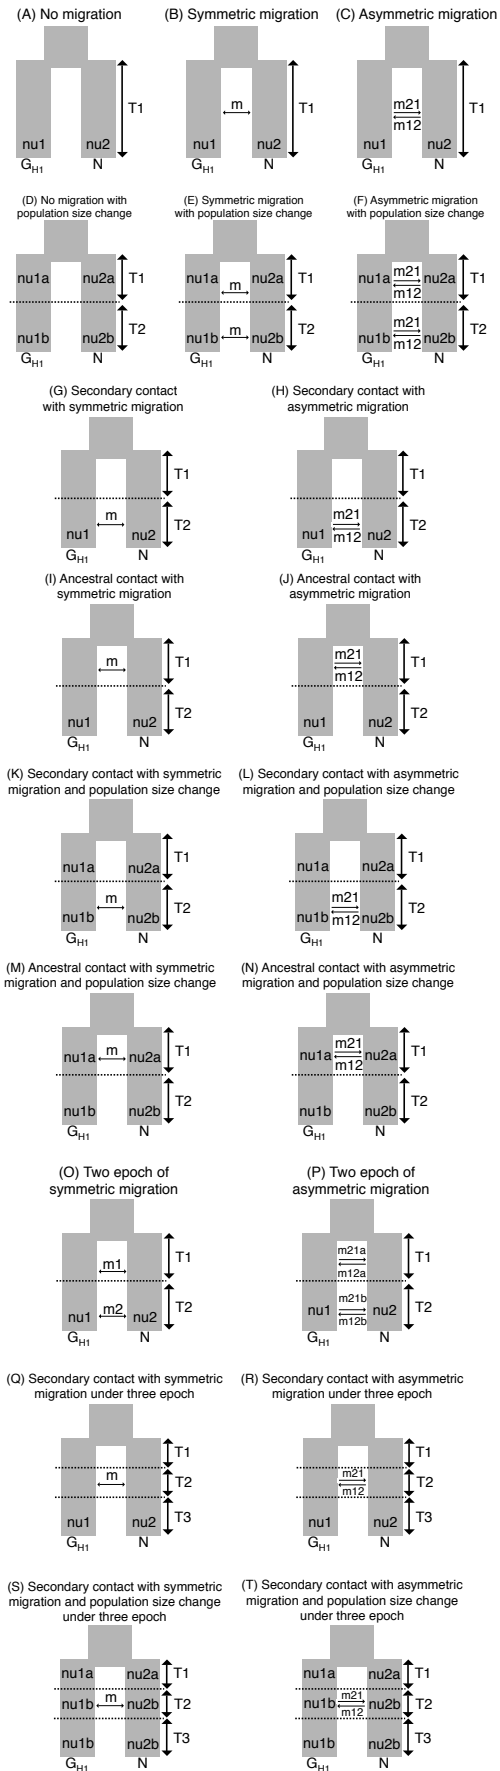 (A) No migration
(B) Symmetric migration
(C) Asymmetric migration
T1
T1
T1
m
m21
m12
nu1
nu2
nu1
nu2
nu1
nu2
GH1
N
GH1
N
GH1
N
(D) No migration with
population size change
(E) Symmetric migration
with population size change
(F) Asymmetric migration
with population size change
nu1a
nu2a
T1
nu1a
m
nu2a
T1
nu1a
m21
m12
nu2a
T1
nu1b
nu2b
T2
nu1b
m
nu2b
T2
nu1b
m21
m12
nu2b
T2
GH1
N
GH1
N
GH1
N
(G) Secondary contact
with symmetric migration
(H) Secondary contact with
asymmetric migration
T1
T1
m
T2
m21
m12
T2
nu1
nu2
nu1
nu2
GH1
N
GH1
N
(I) Ancestral contact with
symmetric migration
(J) Ancestral contact with
asymmetric migration
m
T1
m21
m12
T1
nu1
nu2
T2
nu1
nu2
T2
GH1
N
GH1
N
(K) Secondary contact with symmetric
migration and population size change
(L) Secondary contact with asymmetric
migration and population size change
nu1a
nu2a
T1
nu1a
nu2a
T1
nu1b
m
nu2b
T2
nu1b
m21
m12
nu2b
T2
GH1
N
GH1
N
(M) Ancestral contact with symmetric
migration and population size change
(N) Ancestral contact with asymmetric
migration and population size change
nu1a
m
nu2a
T1
nu1a
m21
m12
nu2a
T1
nu1b
nu2b
T2
nu1b
nu2b
T2
GH1
N
GH1
N
(O) Two epoch of
symmetric migration
(P) Two epoch of
asymmetric migration
m1
T1
m21a
m12a
T1
nu1
m2
nu2
T2
nu1
m21b
m12b
nu2
T2
GH1
N
GH1
N
(Q) Secondary contact with symmetric
migration under three epoch
(R) Secondary contact with asymmetric
migration under three epoch
T1
T1
m
T2
m21
m12
T2
nu1
nu2
T3
nu1
nu2
T3
GH1
N
GH1
N
(S) Secondary contact with symmetric
migration and population size change
under three epoch
(T) Secondary contact with asymmetric
migration and population size change
under three epoch
nu1a
nu2a
T1
nu1a
nu2a
T1
nu1b
m
nu2b
T2
nu1b
m21
m12
nu2b
T2
nu1b
nu2b
T3
nu1b
nu2b
T3
GH1
N
GH1
N